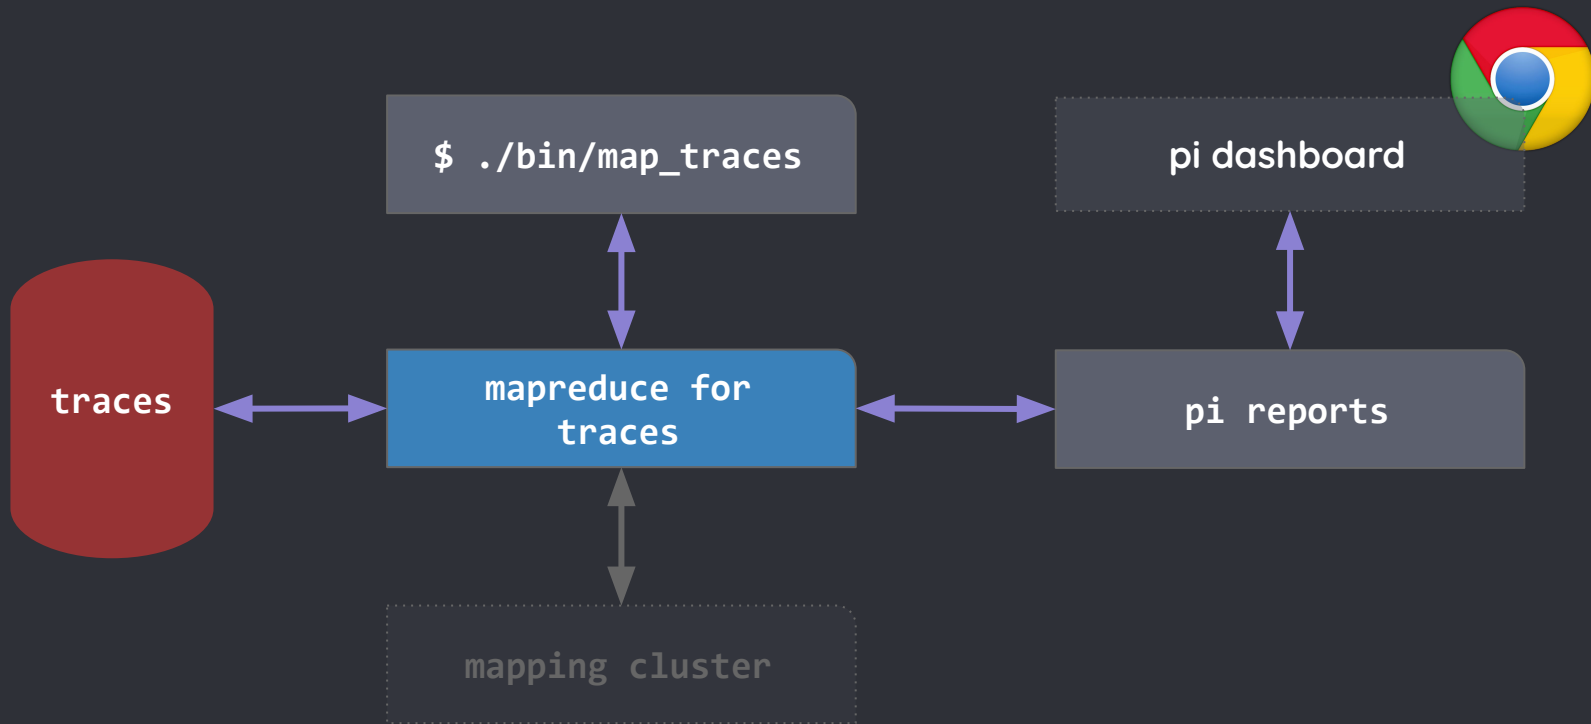 $ ./bin/map_traces
pi dashboard
traces
mapreduce for
traces
pi reports
mapping cluster